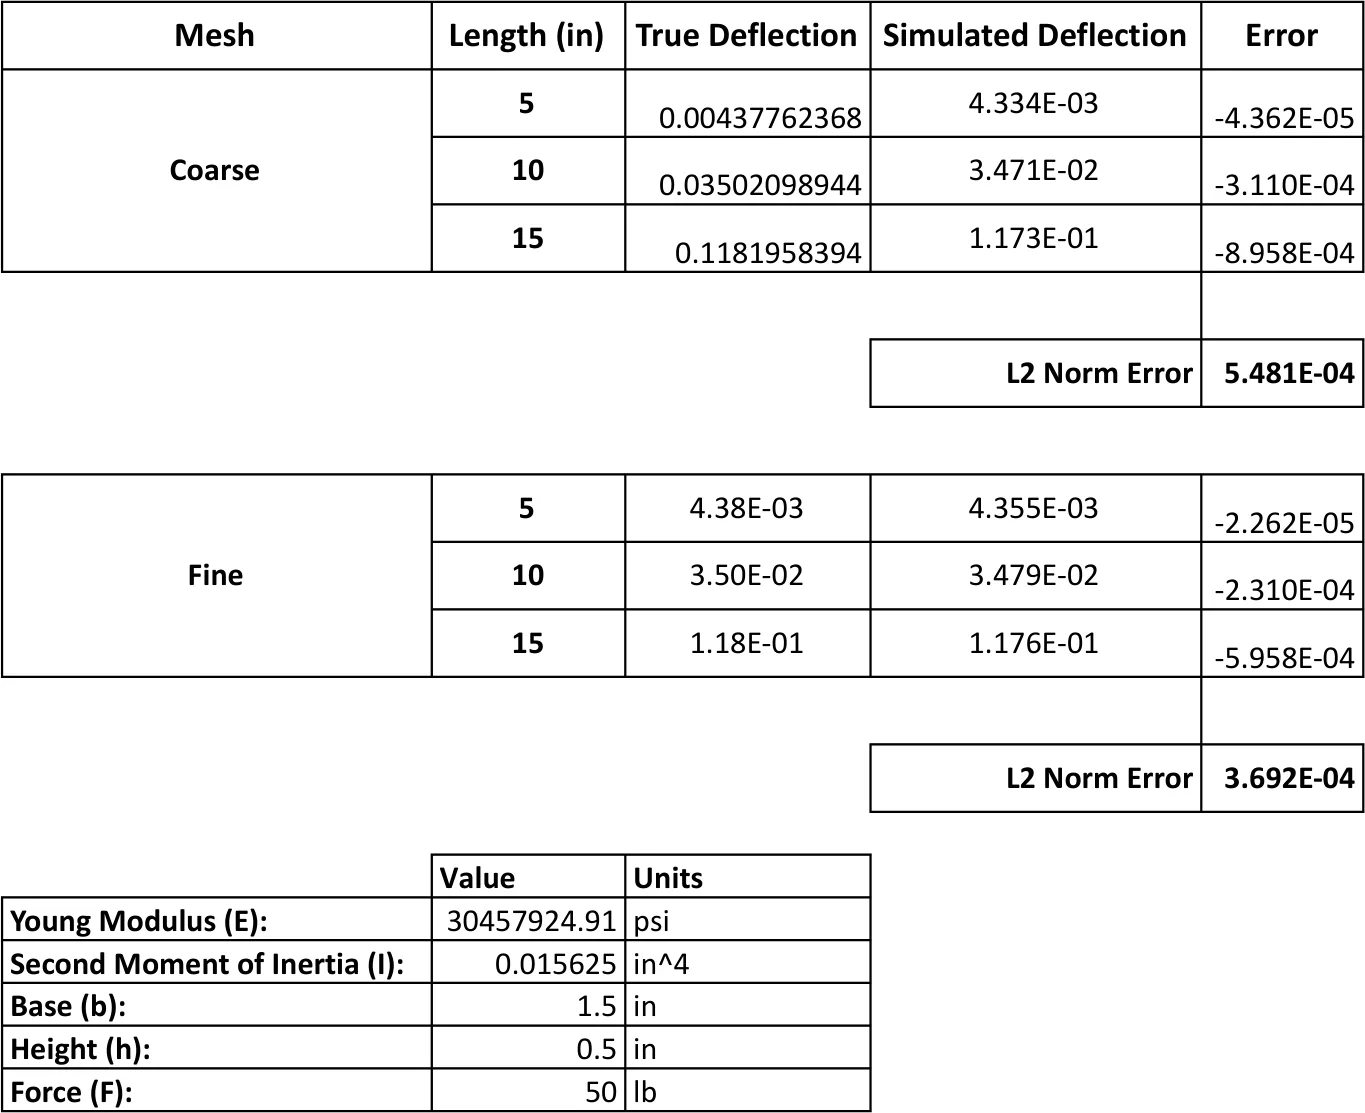 Mesh Length (in) True Deflection Simulated Deflection Error
Coarse
5 0.00437762368 4.334E-03 -4.362E-05
10 0.03502098944 3.471E-02 -3.110E-04
15 0.1181958394 1.173E-01 -8.958E-04
L2 Norm Error 5.481E-04
Fine
5 4.38E-03 4.355E-03 -2.262E-05
10 3.50E-02 3.479E-02 -2.310E-04
15 1.18E-01 1.176E-01 -5.958E-04
L2 Norm Error 3.692E-04
Value Units
Young Modulus (E): 30457924.91 psi
Second Moment of Inertia (I): 0.015625 in^4
Base (b): 1.5 in
Height (h): 0.5 in
Force (F): 50 lb